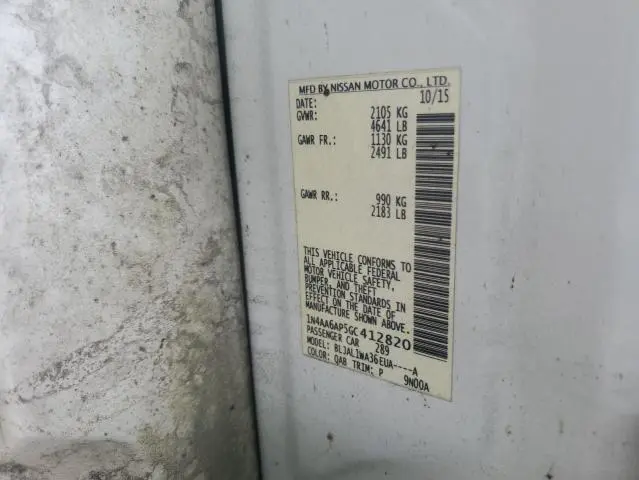 MFD BY NISSAN MOTOR CO., LTD.
DATE: 10/15
GVWR: 2105 KG
4641 LB
GAWR FR.: 1130 KG
2491 LB
GAWR RR.: 990 KG
2183 LB
THIS VEHICLE CONFORMS TO
ALL APPLICABLE FEDERAL
MOTOR VEHICLE SAFETY,
BUMPER, AND THEFT
PREVENTION STANDARDS IN
EFFECT ON THE DATE OF
MANUFACTURE SHOWN ABOVE.
1N4AA6AP5GC412820
PASSENGER CAR 289
MODEL: BLJALIWA36EUA----A
COLOR: QAB TRIM: P 9N00A